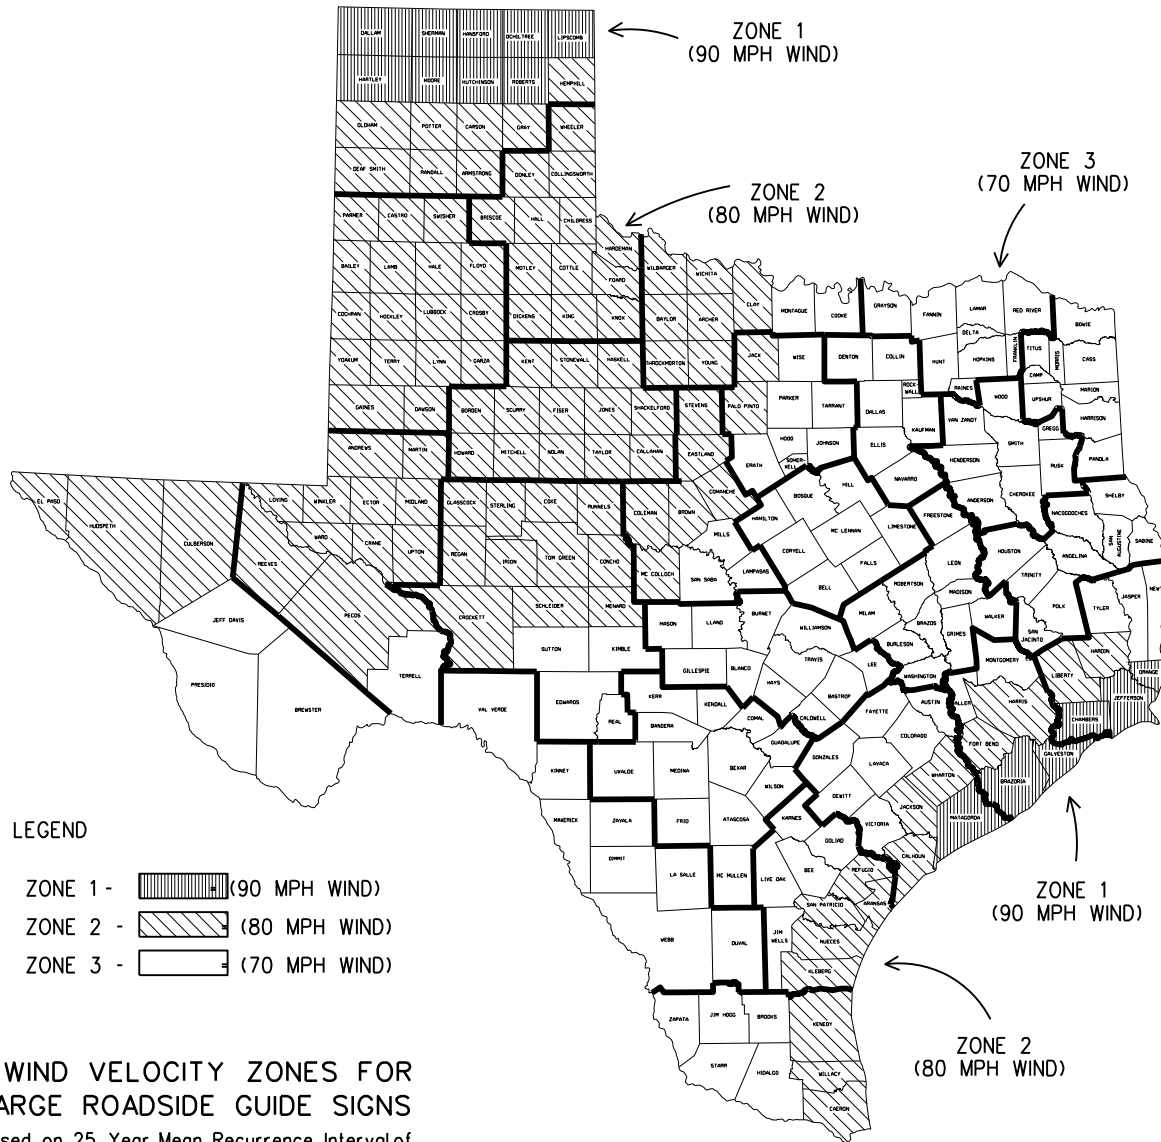 ZONE 1
(90 MPH WIND)
ZONE 3
(70 MPH WIND)
ZONE 2
(80 MPH WIND)
DALLAM SHERMAN HANSFORD OCHILTREE LIPSCOMB
HARTLEY MOORE HUTCHINSON ROBERTS HEMPHILL
OLDHAM POTTER CARSON GRAY WHEELER
DEAF SMITH RANDALL ARMSTRONG DONLEY COLLINGSWORTH
PARMER CASTRO SWISHER BRISCOE HALL CHILDRESS
HARDEMAN
BAILEY LAMB HALE FLOYD MOTLEY COTTLE FOARD WILBARGER WICHITA
CLAY MONTAGUE COOKE GRAYSON FANNIN LAMAR RED RIVER BOWIE
COCHRAN HOCKLEY LUBBOCK CROSBY DICKENS KING KNOX BAYLOR ARCHER
DELTA
YOAKUM TERRY LYNN GARZA KENT STONEWALL HASKELL THROCKMORTON YOUNG JACK WISE DENTON COLLIN HUNT HOPKINS FRANKLIN TITUS MORRIS CASS
CAMP
ROCK-
WALL
RAINES WOOD UPSHUR MARION
GAINES DAWSON BORDEN SCURRY FISER JONES SHACKELFORD STEVENS PALO PINTO PARKER TARRANT DALLAS
KAUFMAN VAN ZANDT GREGG HARRISON
ANDREWS MARTIN HOWARD MITCHELL NOLAN TAYLOR CALLAHAN EASTLAND ERATH HOOD JOHNSON ELLIS SMITH
SOMER-
VELL
HENDERSON RUSK PANOLA
NAVARRO
EL PASO HUDSPETH CULBERSON
LOVING WINKLER ECTOR MIDLAND GLASSCOCK STERLING COKE RUNNELS COLEMAN BROWN COMANCHE
BOSQUE HILL ANDERSON CHEROKEE SHELBY
HAMILTON FREESTONE NACOGDOCHES
WARD CRANE UPTON REGAN IRION TOM GREEN CONCHO
MILLS MC LENNAN LIMESTONE
SAN
AUGUSTINE
SABINE
REEVES MC COLLOCH SAN SABA LAMPASAS CORYELL FALLS LEON HOUSTON ANGELINA
BELL ROBERTSON TRINITY
JEFF DAVIS PECOS CROCKETT SCHLEIDER MENARD
MASON LLAND BURNET MILAM MADISON WALKER POLK TYLER JASPER NEW
WILLIAMSON BRAZOS GRIMES
SAN
JACINTO
SUTTON KIMBLE BURLESON HARDIN
PRESIDIO BREWSTER TERRELL
GILLESPIE BLANCO TRAVIS LEE WASHINGTON MONTGOMERY LIBERTY ORANGE
HAYS
VAL VERDE EDWARDS REAL KERR KENDALL BASTROP AUSTIN HARRIS JEFFERSON
BANDERA COMAL CALDWELL FAYETTE CHAMBERS
GUADALUPE COLORADO FORT BEND
KINNEY UVALDE MEDINA BEXAR GONZALES LAVACA GALVESTON
WILSON WHARTON BRAZORIA
DEWITT JACKSON
MAVERICK ZAVALA FRIO ATASCOSA KARNES VICTORIA MATAGORDA
GOLIAD
DIMMIT LA SALLE MC MULLEN LIVE OAK BEE REFUGIO CALHOUN
SAN PATRICIO ARANSAS
WEBB DUVAL
JIM
WELLS
NUECES
KLEBERG
ZAPATA JIM HOGG BROOKS KENEDY
STARR HIDALGO WILLACY
CAERON
ZONE 1
(90 MPH WIND)
ZONE 2
(80 MPH WIND)
LEGEND
ZONE 1 - (90 MPH WIND)
ZONE 2 - (80 MPH WIND)
ZONE 3 - (70 MPH WIND)
WIND VELOCITY ZONES FOR
ARGE ROADSIDE GUIDE SIGNS
sed on 25 Year Mean Recurrence Interval of